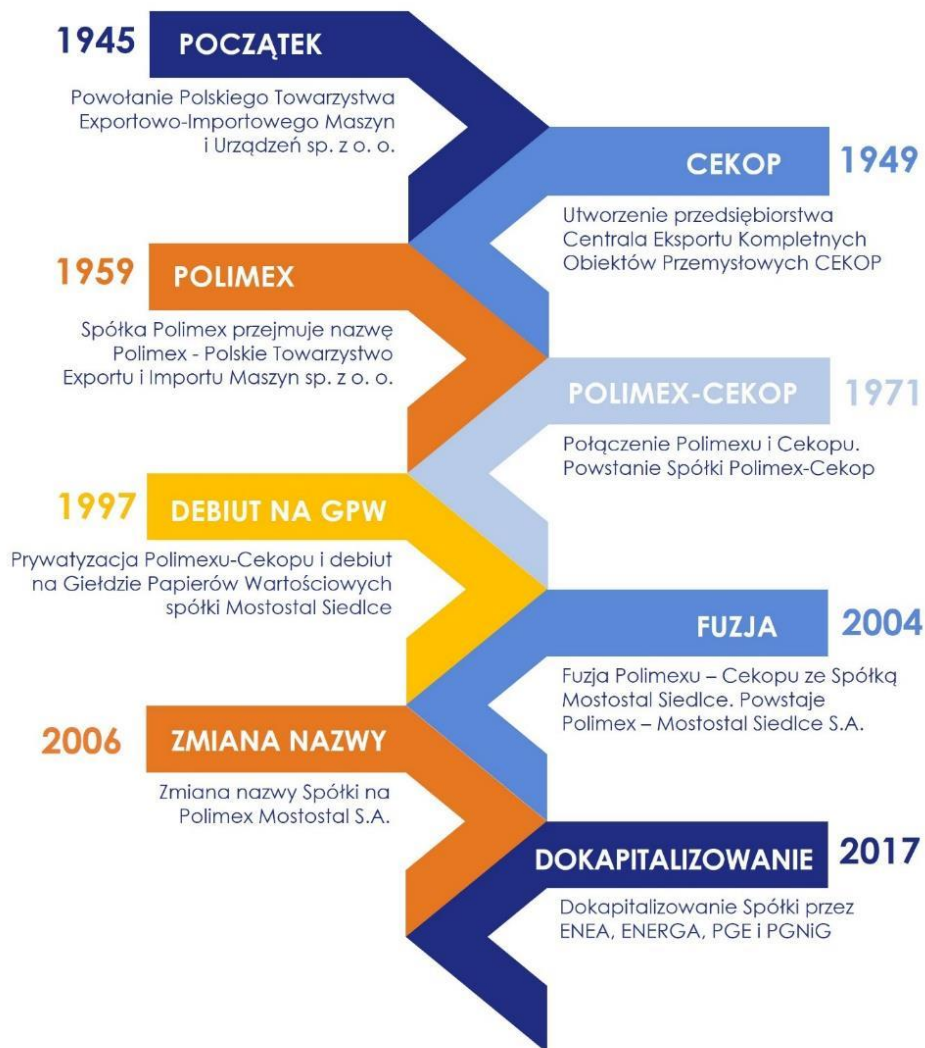 1945
POCZĄTEK
Powołanie Polskiego Towarzystwa
Exportowo-Importowego Maszyn
i Urządzeń sp. z o. o.
CEKOP
1949
Utworzenie przedsiębiorstwa
Centrala Eksportu Kompletnych
Obiektów Przemysłowych CEKOP
1959
POLIMEX
Spółka Polimex przejmuje nazwę
Polimex - Polskie Towarzystwo
Exportu i Importu Maszyn sp. z o. o.
POLIMEX-CEKOP
1971
Połączenie Polimexu i Cekopu.
Powstanie Spółki Polimex-Cekop
1997
DEBIUT NA GPW
Prywatyzacja Polimexu-Cekopu i debiut
na Giełdzie Papierów Wartościowych
spółki Mostostal Siedlce
FUZJA
2004
Fuzja Polimexu – Cekopu ze Spółką
Mostostal Siedlce. Powstaje
Polimex – Mostostal Siedlce S.A.
2006
ZMIANA NAZWY
Zmiana nazwy Spółki na
Polimex Mostostal S.A.
DOKAPITALIZOWANIE
2017
Dokapitalizowanie Spółki przez
ENEA, ENERGA, PGE i PGNiG